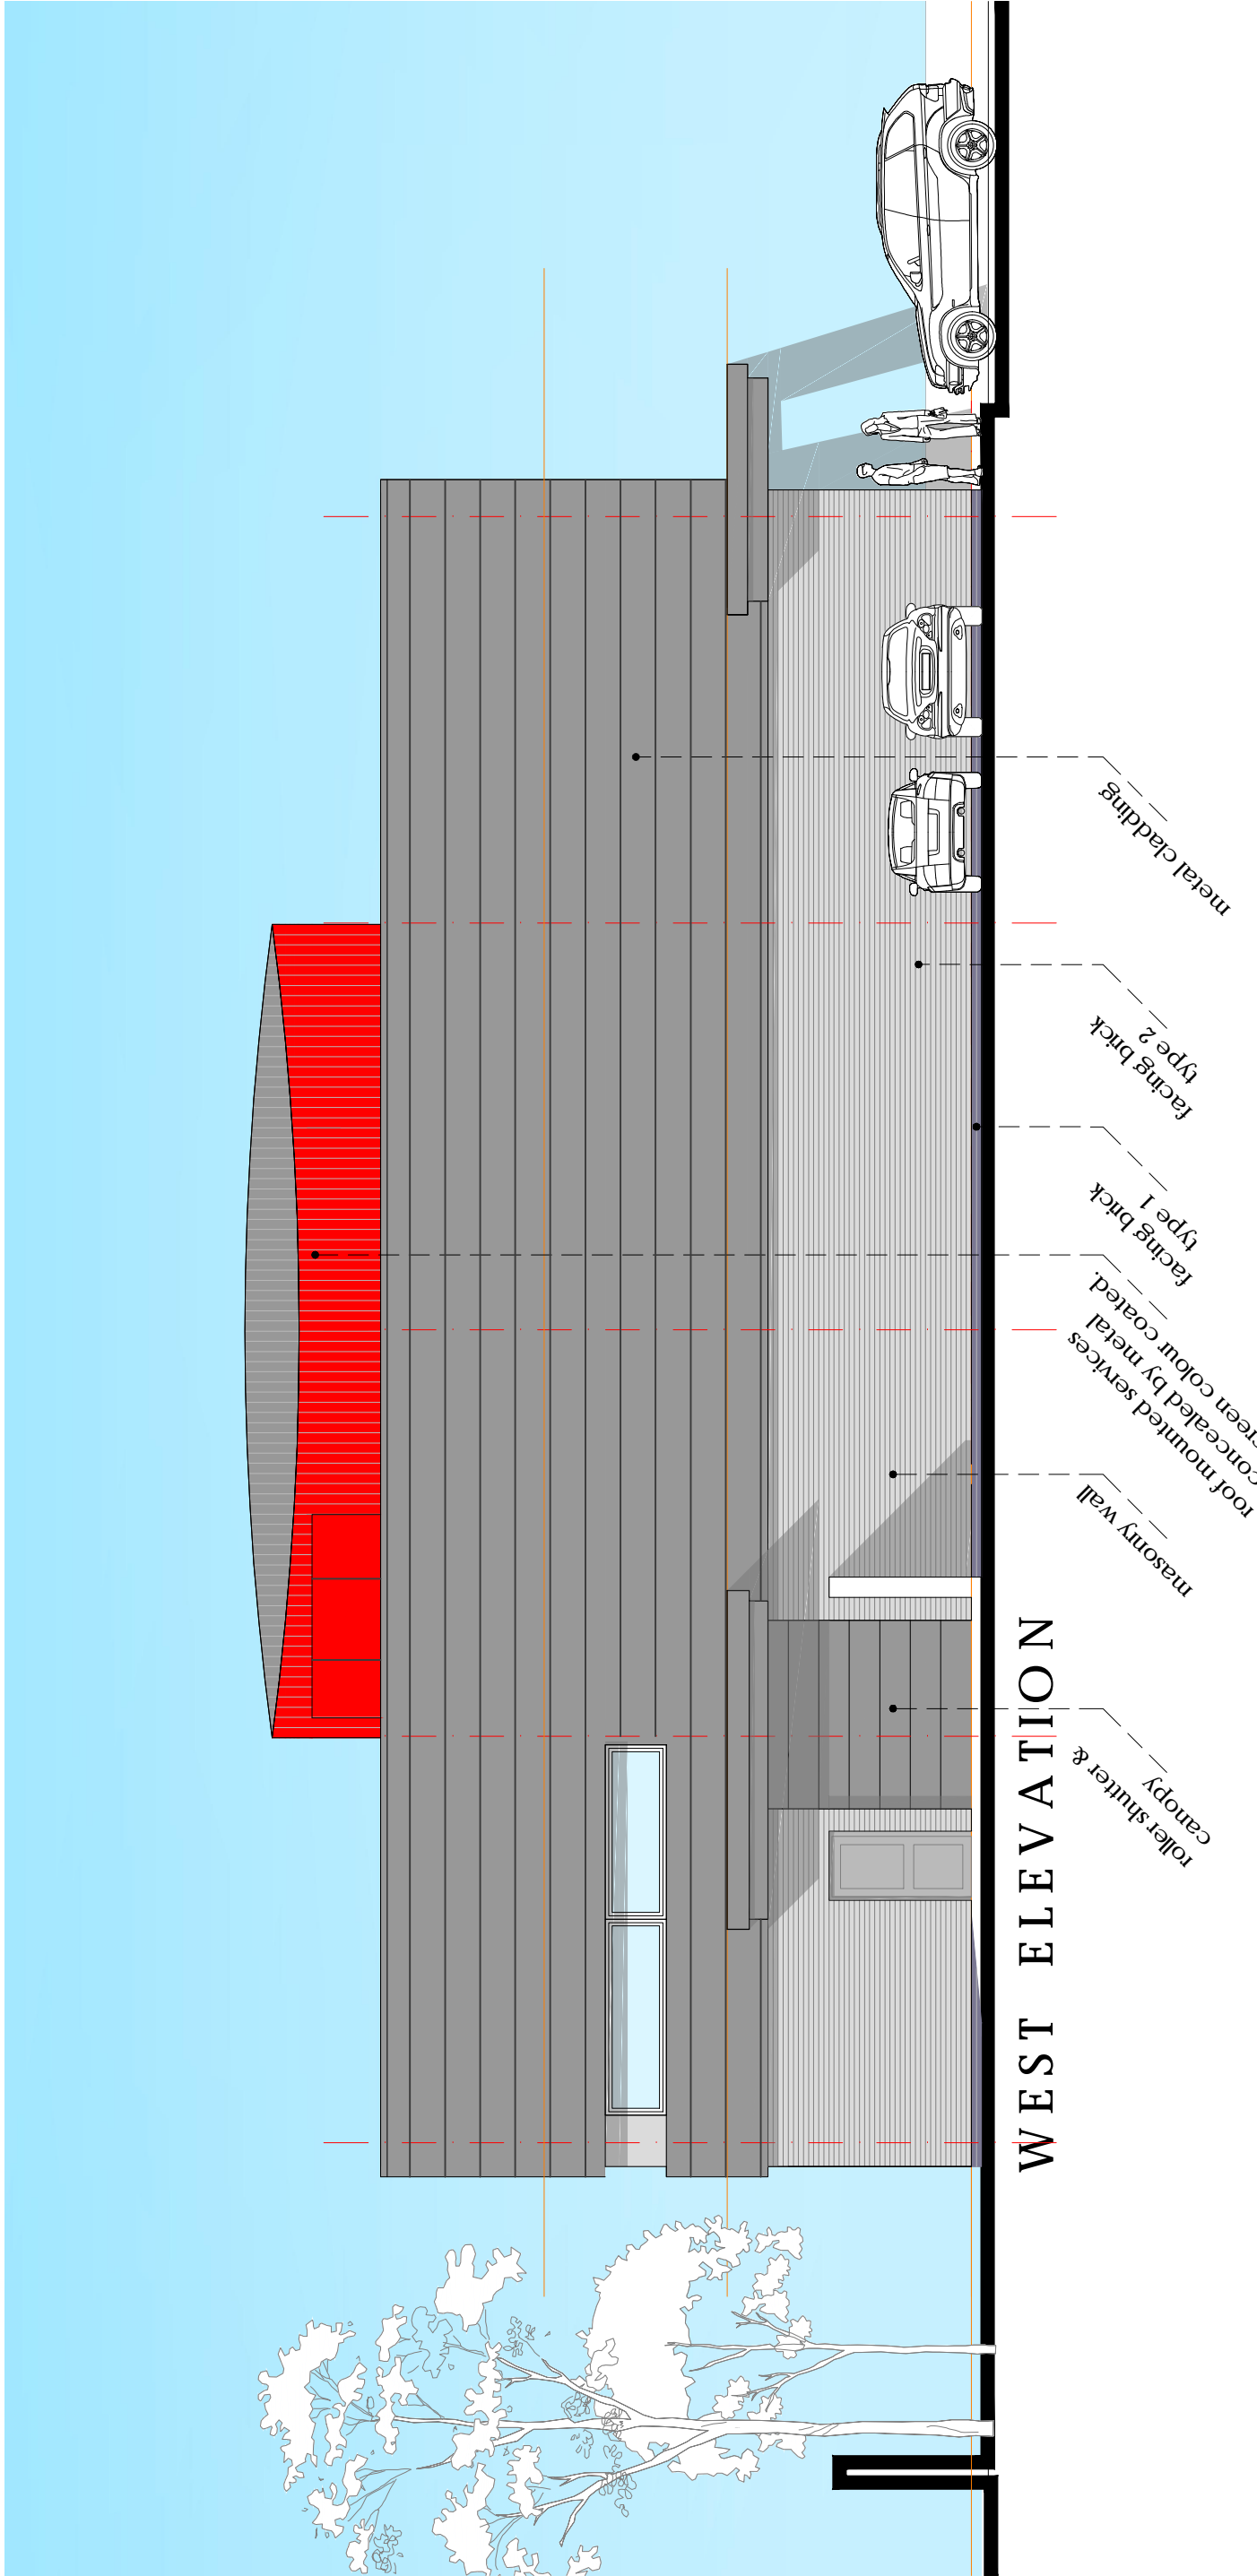 WEST ELEVATION
roller shutter &
canopy
masonry wall
roof mounted services
concealed by metal
colour coated.
facing brick
type 1
facing brick
type 2
metal cladding